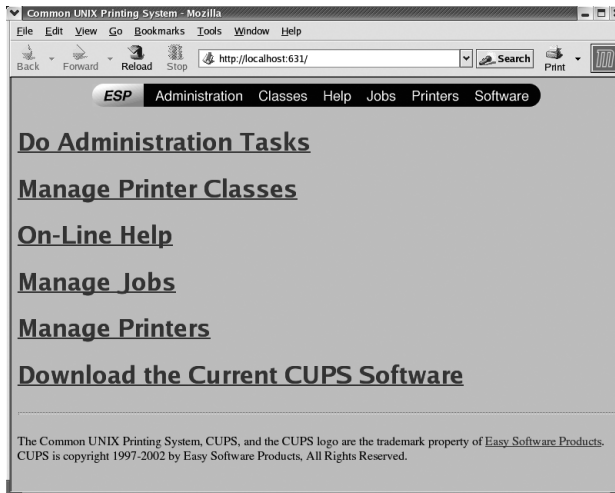 Common UNIX Printing System - Mozilla
File Edit View Go Bookmarks Tools Window Help
Back Forward Reload Stop http://localhost:631/ Search Print
ESP Administration Classes Help Jobs Printers Software
Do Administration Tasks
Manage Printer Classes
On-Line Help
Manage Jobs
Manage Printers
Download the Current CUPS Software
The Common UNIX Printing System, CUPS, and the CUPS logo are the trademark property of Easy Software Products.
CUPS is copyright 1997-2002 by Easy Software Products, All Rights Reserved.